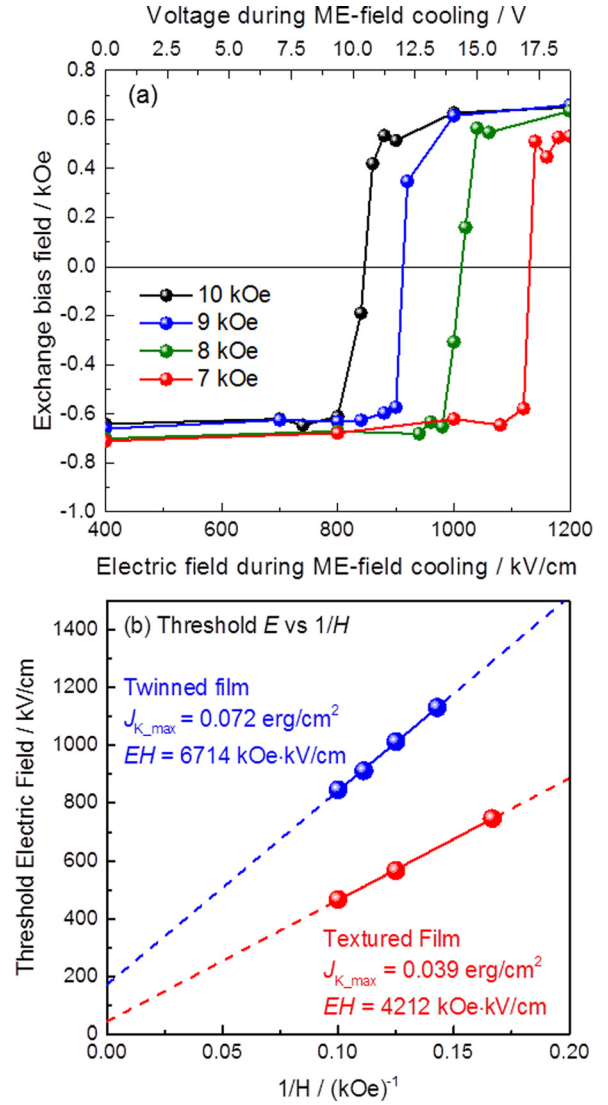 Voltage during ME-field cooling / V
0.0 2.5 5.0 7.5 10.0 12.5 15.0 17.5
(a)
0.8
0.6
0.4
0.2
0.0
-0.2
-0.4
-0.6
-0.8
-1.0
Exchange bias field / kOe
10 kOe
9 kOe
8 kOe
7 kOe
400 600 800 1000 1200
Electric field during ME-field cooling / kV/cm
(b) Threshold E vs 1/H
1400
1200
1000
800
600
400
200
0
Threshold Electric Field / kV/cm
Twinned film
J_K_max = 0.072 erg/cm²
EH = 6714 kOe·kV/cm
Textured Film
J_K_max = 0.039 erg/cm²
EH = 4212 kOe·kV/cm
0.00 0.05 0.10 0.15 0.20
1/H / (kOe)⁻¹